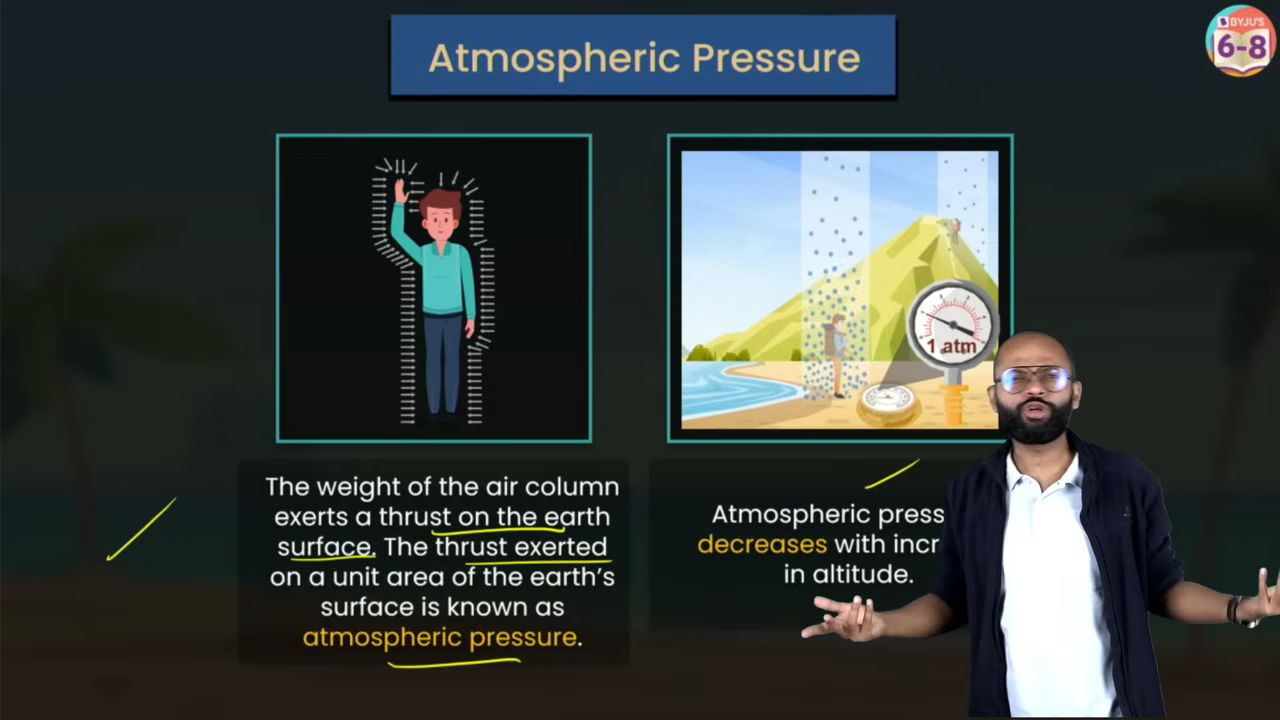 Atmospheric Pressure
BYJU'S
6-8
1 atm
The weight of the air column
exerts a thrust on the earth
surface. The thrust exerted
on a unit area of the earth's
surface is known as
atmospheric pressure.
Atmospheric press
decreases with incr
in altitude.